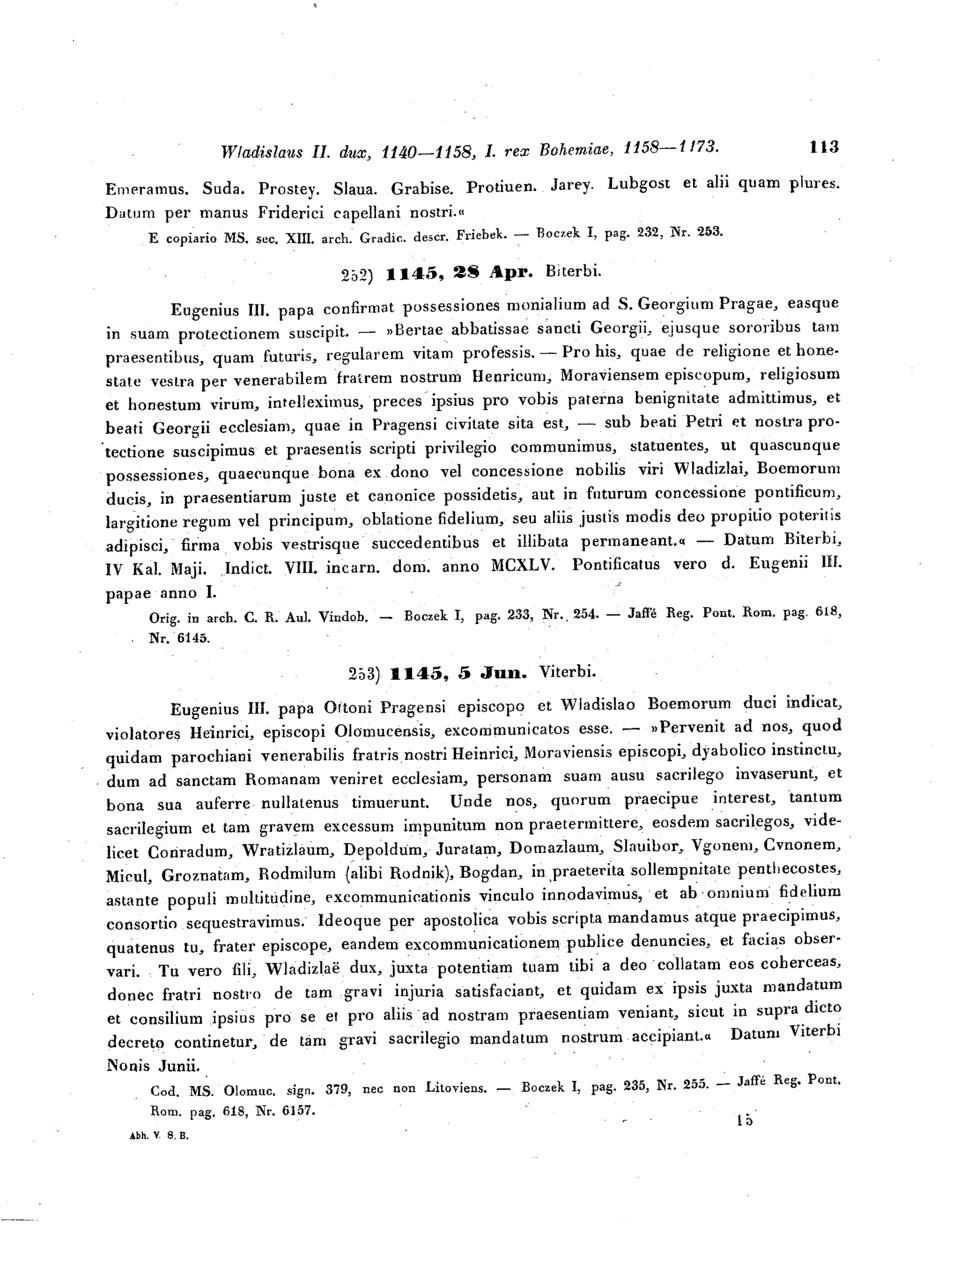 Wladislaus II. dux, 1140—1158, I. rex Bohemiae, 1158—1173. 113
Emeramus. Suda. Prostey. Slaua. Grabise. Protiuen. Jarey. Lubgost et alii quam plures.
Datum per manus Friderici capellani nostri.«
E copiario MS. sec. XIII. arch. Gradic. descr. Friebek. — Boczek I, pag. 232, Nr. 253.
252) 1145, 28 Apr. Biterbi.
Eugenius III. papa confirmat possessiones monialium ad S. Georgium Pragae, easque
in suam protectionem suscipit. — »Bertae abbatissae sancti Georgii, ejusque sororibus tam
praesentibus, quam futuris, regularem vitam professis. — Pro his, quae de religione et hone-
state vestra per venerabilem fratrem nostrum Henricum, Moraviensem episcopum, religiosum
et honestum virum, intelleximus, preces ipsius pro vobis paterna benignitate admittimus, et
beati Georgii ecclesiam, quae in Pragensi civitate sita est, — sub beati Petri et nostra pro-
tectione suscipimus et praesentis scripti privilegio communimus, statuentes, ut quascunque
possessiones, quaecunque bona ex dono vel concessione nobilis viri Wladizlai, Boemorum
ducis, in praesentiarum juste et canonice possidetis, aut in futurum concessione pontificum,
largitione regum vel principum, oblatione fidelium, seu aliis justis modis deo propitio poteritis
adipisci, firma vobis vestrisque succedentibus et illibata permaneant.« — Datum Biterbi,
IV Kal. Maji. Indict. VIII. incarn. dom. anno MCXLV. Pontificatus vero d. Eugenii III.
papae anno I.
Orig. in arch. C. R. Aul. Vindob. — Boczek I, pag. 233, Nr. 254. — Jaffé Reg. Pont. Rom. pag. 618,
Nr. 6145.
253) 1145, 5 Jun. Viterbi.
Eugenius III. papa Ottoni Pragensi episcopo et Wladislao Boemorum duci indicat,
violatores Heinrici, episcopi Olomucensis, excommunicatos esse. — »Pervenit ad nos, quod
quidam parochiani venerabilis fratris nostri Heinrici, Moraviensis episcopi, dyabolico instinctu,
dum ad sanctam Romanam veniret ecclesiam, personam suam ausu sacrilego invaserunt, et
bona sua auferre nullatenus timuerunt. Unde nos, quorum praecipue interest, tantum
sacrilegium et tam gravem excessum impunitum non praetermittere, eosdem sacrilegos, vide-
licet Conradum, Wratizlaum, Depoldum, Juratam, Domazlaum, Slauibor, Vgonem, Cvnonem,
Micul, Groznatam, Rodmilum (alibi Rodnik), Bogdan, in praeterita sollempnitate penthecostes,
astante populi multitudine, excommunicationis vinculo innodavimus, et ab omnium fidelium
consortio sequestravimus. Ideoque per apostolica vobis scripta mandamus atque praecipimus,
quatenus tu, frater episcope, eandem excommunicationem publice denuncies, et facias obser-
vari. Tu vero fili, Wladizlaë dux, juxta potentiam tuam tibi a deo collatam eos coherceas,
donec fratri nostro de tam gravi injuria satisfaciant, et quidam ex ipsis juxta mandatum
et consilium ipsius pro se et pro aliis ad nostram praesentiam veniant, sicut in supra dicto
decreto continetur, de tam gravi sacrilegio mandatum nostrum accipiant.« Datum Viterbi
Nonis Junii.
Cod. MS. Olomuc. sign. 379, nec non Litoviens. — Boczek I, pag. 235, Nr. 255. — Jaffé Reg. Pont.
Rom. pag. 618, Nr. 6157.
15
Abh. V. 8. B.